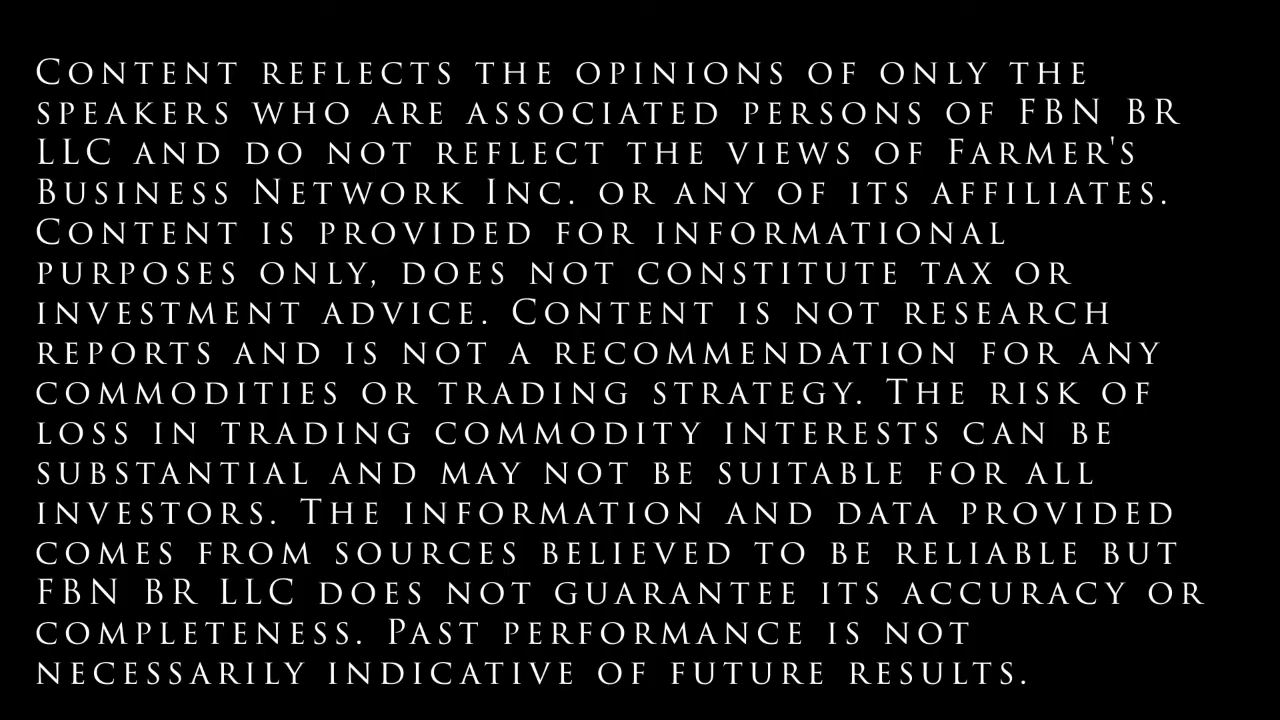 Content reflects the opinions of only the
speakers who are associated persons of FBN BR
LLC and do not reflect the views of Farmer's
Business Network Inc. or any of its affiliates.
Content is provided for informational
purposes only, does not constitute tax or
investment advice. Content is not research
reports and is not a recommendation for any
commodities or trading strategy. The risk of
loss in trading commodity interests can be
substantial and may not be suitable for all
investors. The information and data provided
comes from sources believed to be reliable but
FBN BR LLC does not guarantee its accuracy or
completeness. Past performance is not
necessarily indicative of future results.